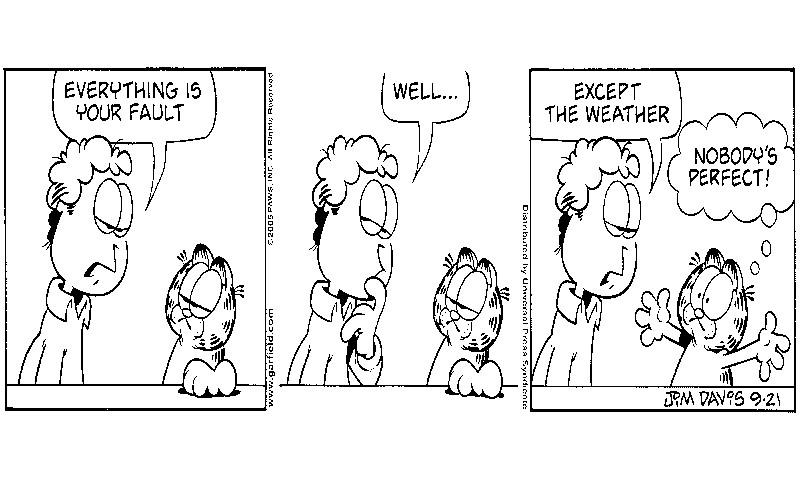 EVERYTHING IS
YOUR FAULT
www.garfield.com
© 2005 PAWS, INC. All Rights Reserved
WELL...
Distributed by Universal Press Syndicate
EXCEPT
THE WEATHER
NOBODY'S
PERFECT!
JIM DAVIS 9·21